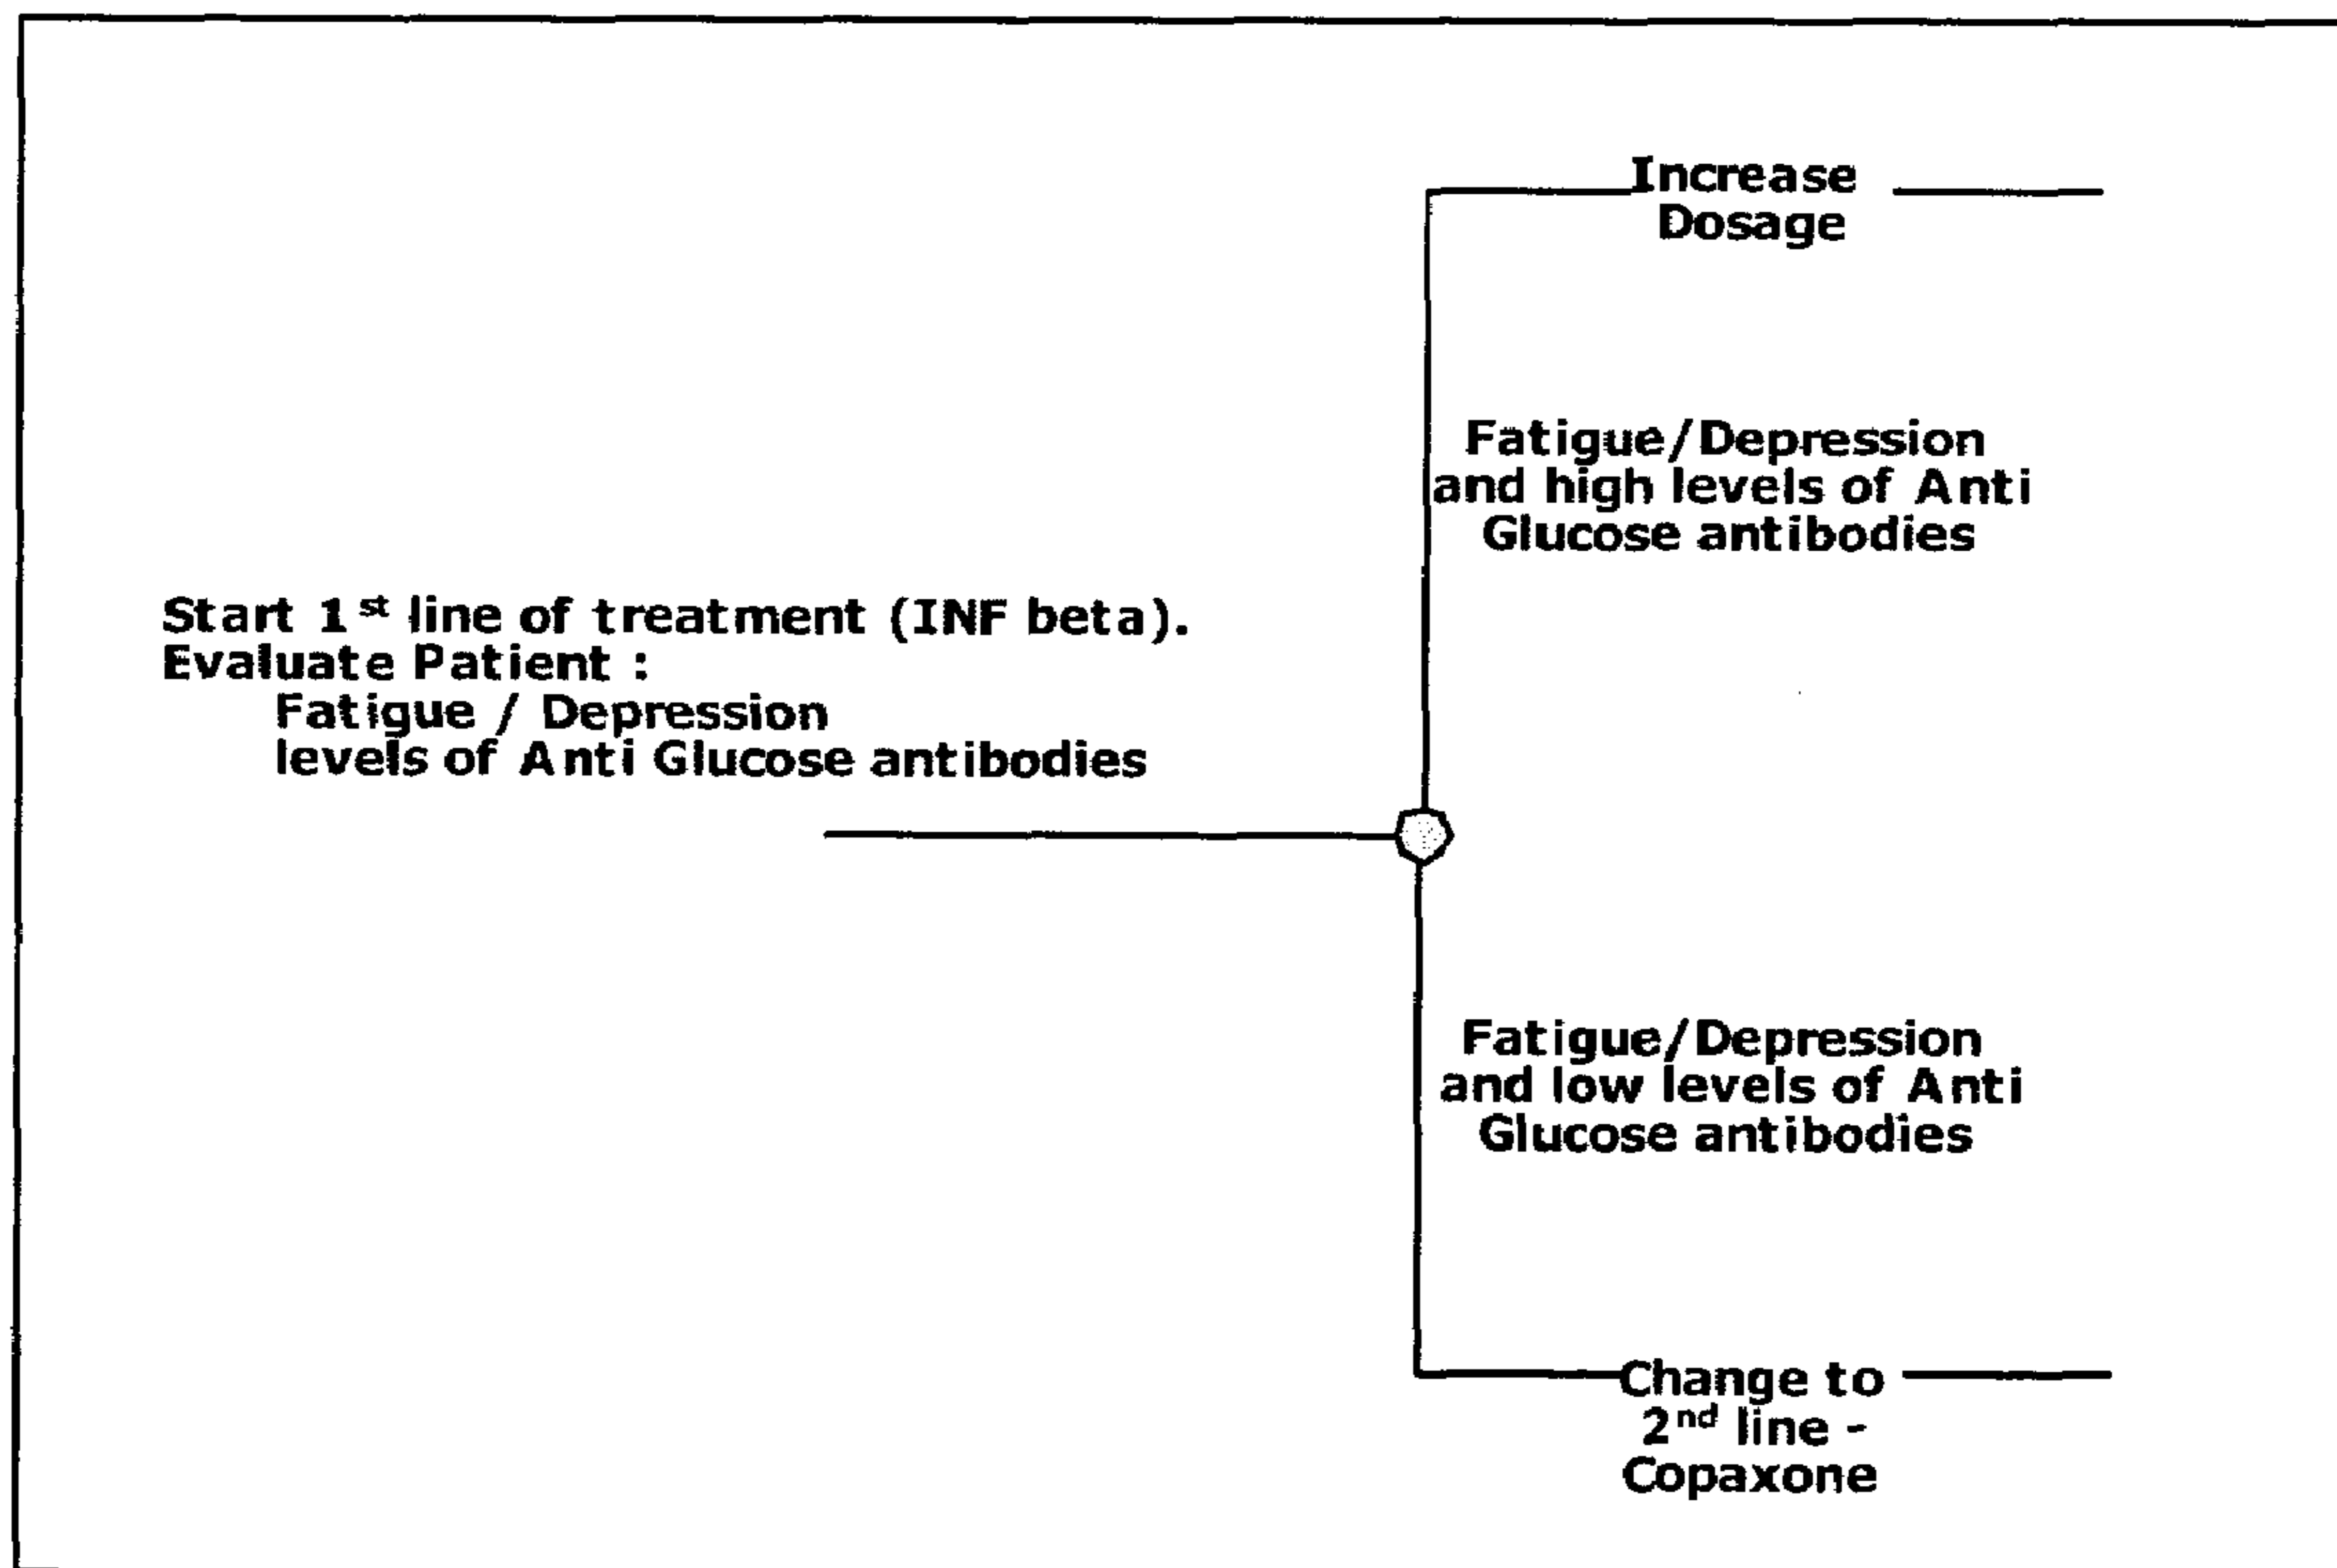 Increase
Dosage
Fatigue/Depression
and high levels of Anti
Glucose antibodies
Start 1st line of treatment (INF beta).
Evaluate Patient :
Fatigue / Depression
levels of Anti Glucose antibodies
Fatigue/Depression
and low levels of Anti
Glucose antibodies
Change to
2nd line -
Copaxone